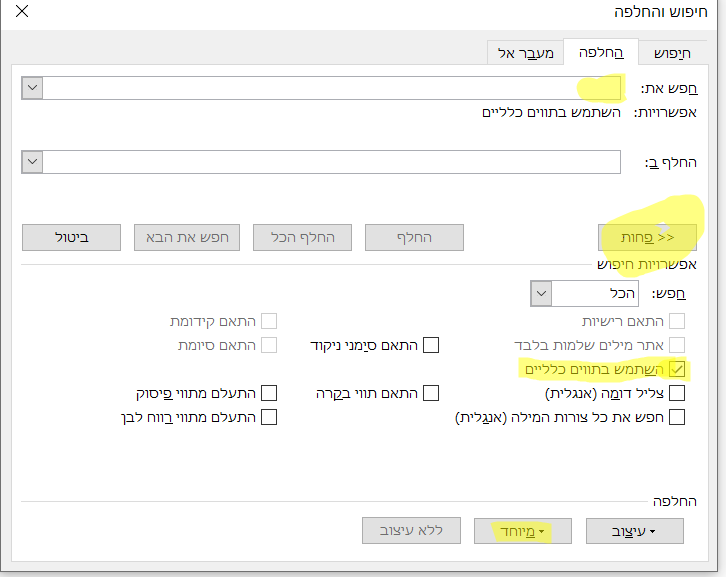 חיפוש והחלפה
חיפוש החלפה מעבר אל
חפש את:
אפשרויות: השתמש בתווים כלליים
החלף ב:
<< פחות החלף החלף הכל חפש את הבא ביטול
אפשרויות חיפוש
חפש: הכל
התאם רישיות התאם קידומת
אתר מילים שלמות בלבד התאם סימני ניקוד התאם סיומת
השתמש בתווים כלליים
צליל דומה (אנגלית) התאם תווי בקרה התעלם מתווי פיסוק
חפש את כל צורות המילה (אנגלית) התעלם מתווי רווח לבן
החלפה
עיצוב מיוחד ללא עיצוב